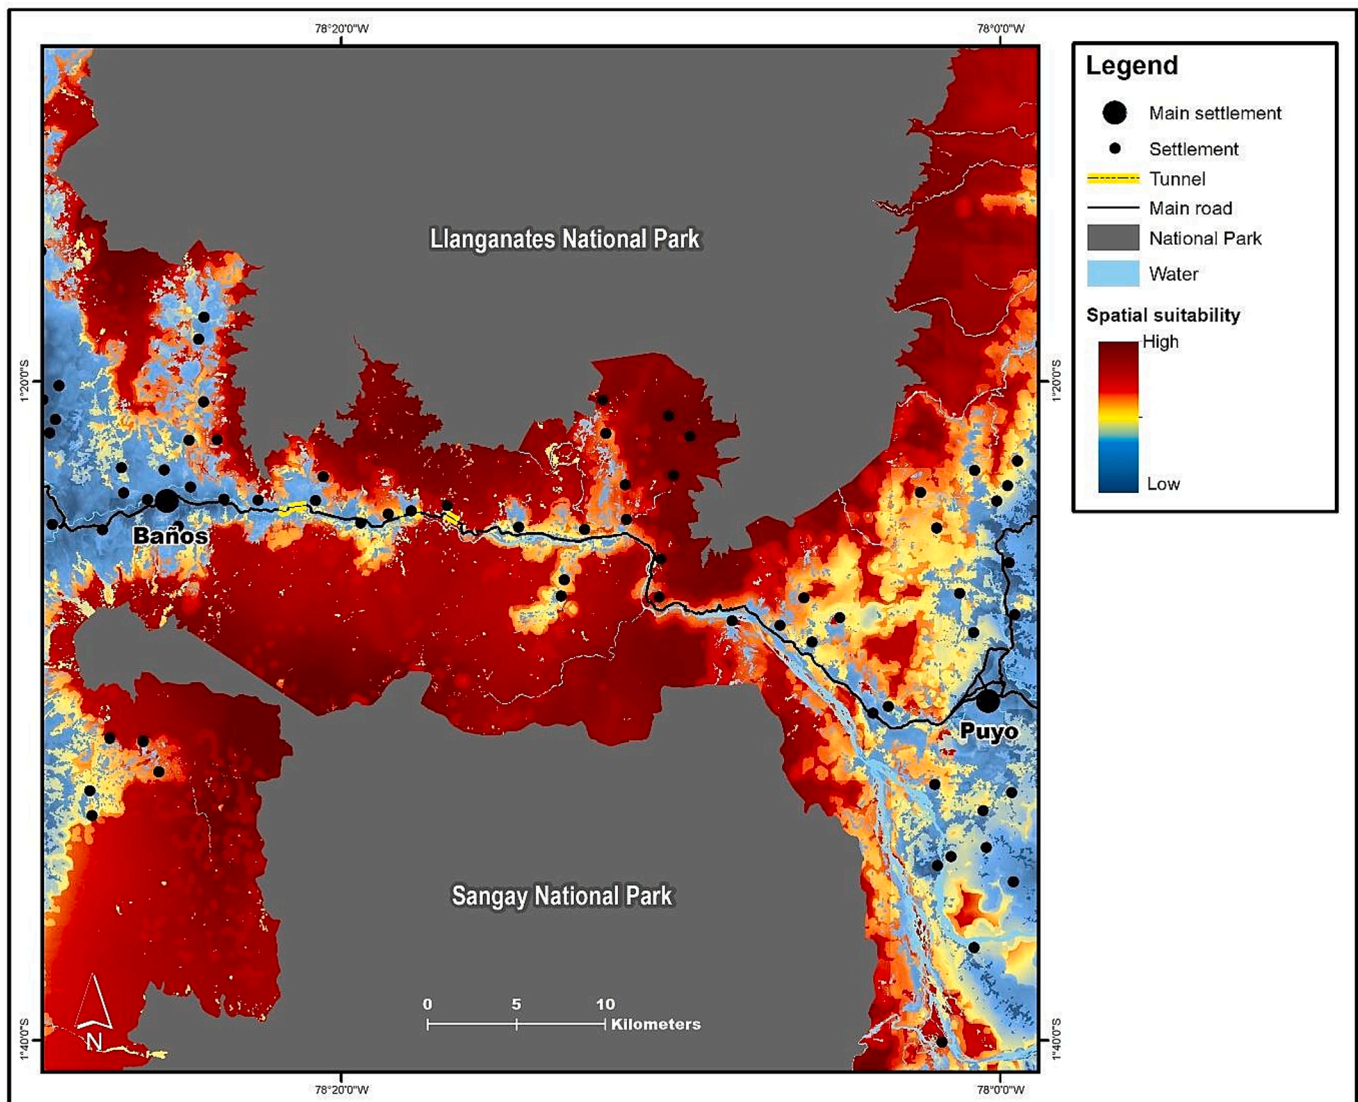 78°20'0"W
78°0'0"W
Legend
Main settlement
Settlement
Tunnel
Main road
National Park
Water
Spatial suitability
High
Low
Llanganates National Park
1°20'0"S
1°20'0"S
Baños
Puyo
Sangay National Park
0 5 10
Kilometers
N
1°40'0"S
1°40'0"S
78°20'0"W
78°0'0"W